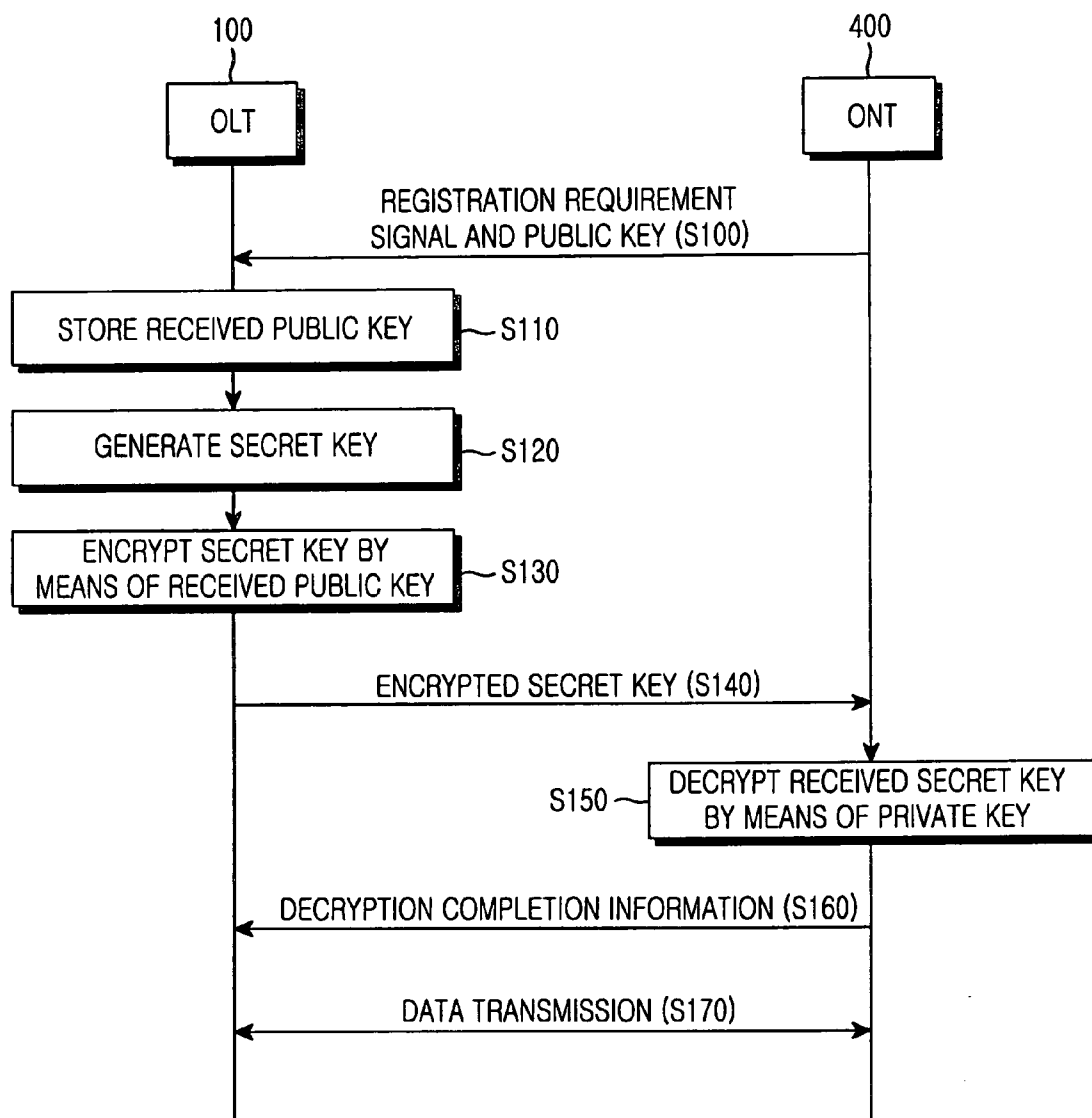 100
400
OLT
ONT
REGISTRATION REQUIREMENT
SIGNAL AND PUBLIC KEY (S100)
STORE RECEIVED PUBLIC KEY
S110
GENERATE SECRET KEY
S120
ENCRYPT SECRET KEY BY
MEANS OF RECEIVED PUBLIC KEY
S130
ENCRYPTED SECRET KEY (S140)
S150
DECRYPT RECEIVED SECRET KEY
BY MEANS OF PRIVATE KEY
DECRYPTION COMPLETION INFORMATION (S160)
DATA TRANSMISSION (S170)